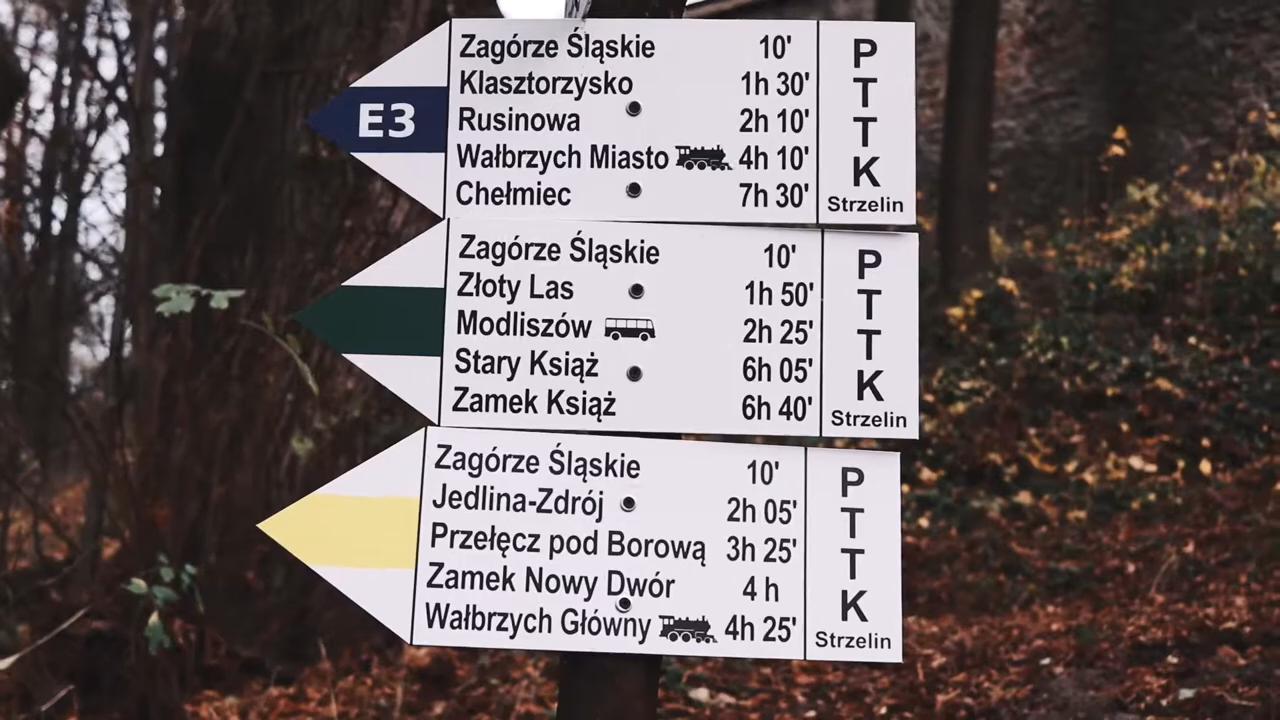 E3
Zagórze Śląskie 10'
Klasztorzysko 1h 30'
Rusinowa 2h 10'
Wałbrzych Miasto 4h 10'
Chełmiec 7h 30'
PTTK
Strzelin
Zagórze Śląskie 10'
Złoty Las 1h 50'
Modliszów 2h 25'
Stary Książ 6h 05'
Zamek Książ 6h 40'
PTTK
Strzelin
Zagórze Śląskie 10'
Jedlina-Zdrój 2h 05'
Przełęcz pod Borową 3h 25'
Zamek Nowy Dwór 4 h
Wałbrzych Główny 4h 25'
PTTK
Strzelin